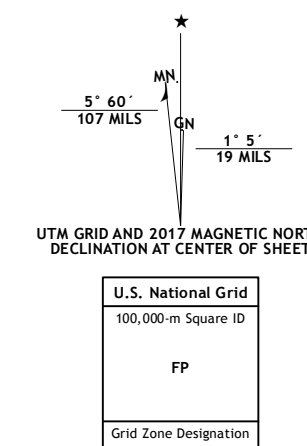 ★
MN
5° 60´
107 MILS
GN
1° 5´
19 MILS
UTM GRID AND 2017 MAGNETIC NORT
DECLINATION AT CENTER OF SHEET
U.S. National Grid
100,000-m Square ID
FP
Grid Zone Designation